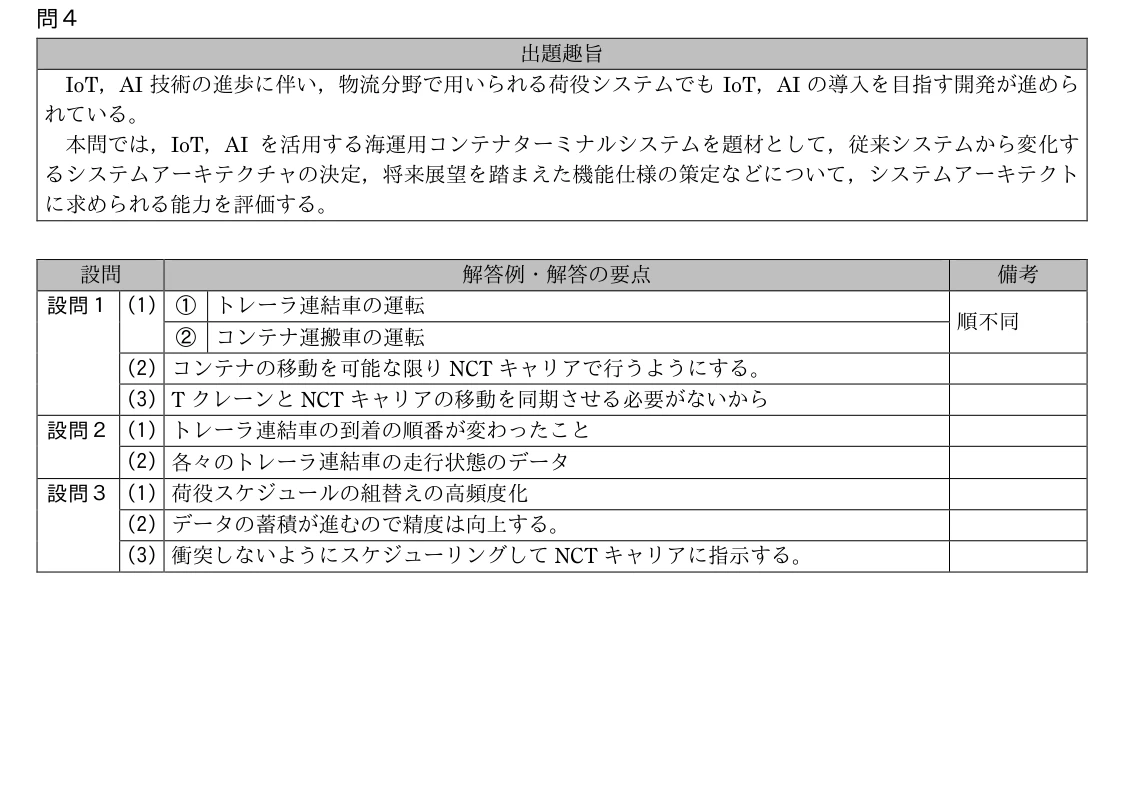 問4
出題趣旨
IoT，AI 技術の進歩に伴い，物流分野で用いられる荷役システムでも IoT，AI の導入を目指す開発が進めら
れている。
本問では，IoT，AI を活用する海運用コンテナターミナルシステムを題材として，従来システムから変化す
るシステムアーキテクチャの決定，将来展望を踏まえた機能仕様の策定などについて，システムアーキテクト
に求められる能力を評価する。
設問 解答例・解答の要点 備考
設問1 (1) ① トレーラ連結車の運転 順不同
② コンテナ運搬車の運転
(2) コンテナの移動を可能な限り NCT キャリアで行うようにする。
(3) T クレーンと NCT キャリアの移動を同期させる必要がないから
設問2 (1) トレーラ連結車の到着の順番が変わったこと
(2) 各々のトレーラ連結車の走行状態のデータ
設問3 (1) 荷役スケジュールの組替えの高頻度化
(2) データの蓄積が進むので精度は向上する。
(3) 衝突しないようにスケジューリングして NCT キャリアに指示する。